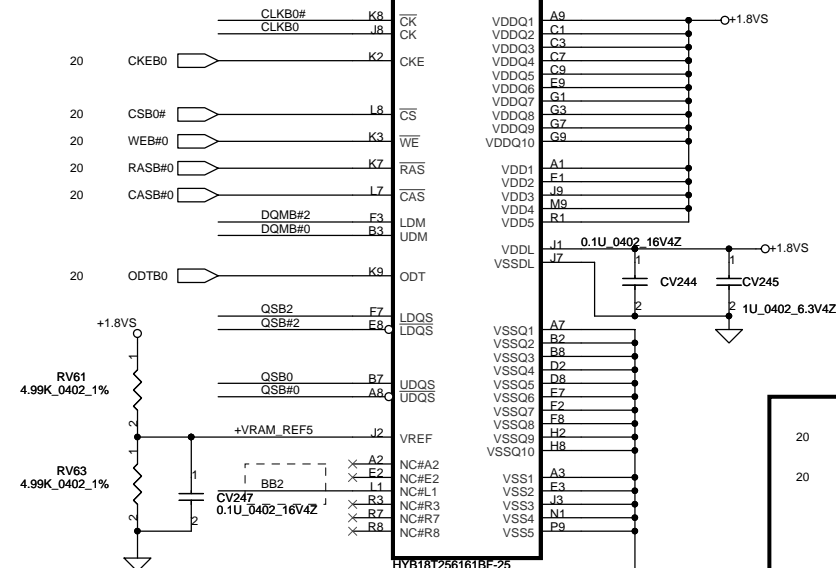 CLKB0# K8 CK
CLKB0 J8 CK
20 CKEB0 K2 CKE
20 CSB0# L8 CS
20 WEB#0 K3 WE
20 RASB#0 K7 RAS
20 CASB#0 L7 CAS
DQMB#2 F3 LDM
DQMB#0 B3 UDM
20 ODTB0 K9 ODT
QSB2 F7 LDQS
QSB#2 E8 LDQS
QSB0 B7 UDQS
QSB#0 A8 UDQS
+1.8VS
1
RV61
4.99K_0402_1%
2
+VRAM_REF5 J2 VREF
1
RV63
4.99K_0402_1%
2
1
CV247
0.1U_0402_16V4Z
2
A2 NC#A2
E2 NC#E2
BB2 L1 NC#L1
R3 NC#R3
R7 NC#R7
R8 NC#R8
VDDQ1 A9 +1.8VS
VDDQ2 C1
VDDQ3 C3
VDDQ4 C7
VDDQ5 C9
VDDQ6 E9
VDDQ7 G1
VDDQ8 G3
VDDQ9 G7
VDDQ10 G9
VDD1 A1
VDD2 E1
VDD3 J9
VDD4 M9
VDD5 R1
VDDL J1 0.1U_0402_16V4Z +1.8VS
VSSDL J7
1
CV244
2
1
CV245
2
1U_0402_6.3V4Z
VSSQ1 A7
VSSQ2 B2
VSSQ3 B8
VSSQ4 D2
VSSQ5 D8
VSSQ6 E7
VSSQ7 F2
VSSQ8 F8
VSSQ9 H2
VSSQ10 H8
VSS1 A3
VSS2 E3
VSS3 J3
VSS4 N1
VSS5 P9
HYB18T256161BF-25
20
20